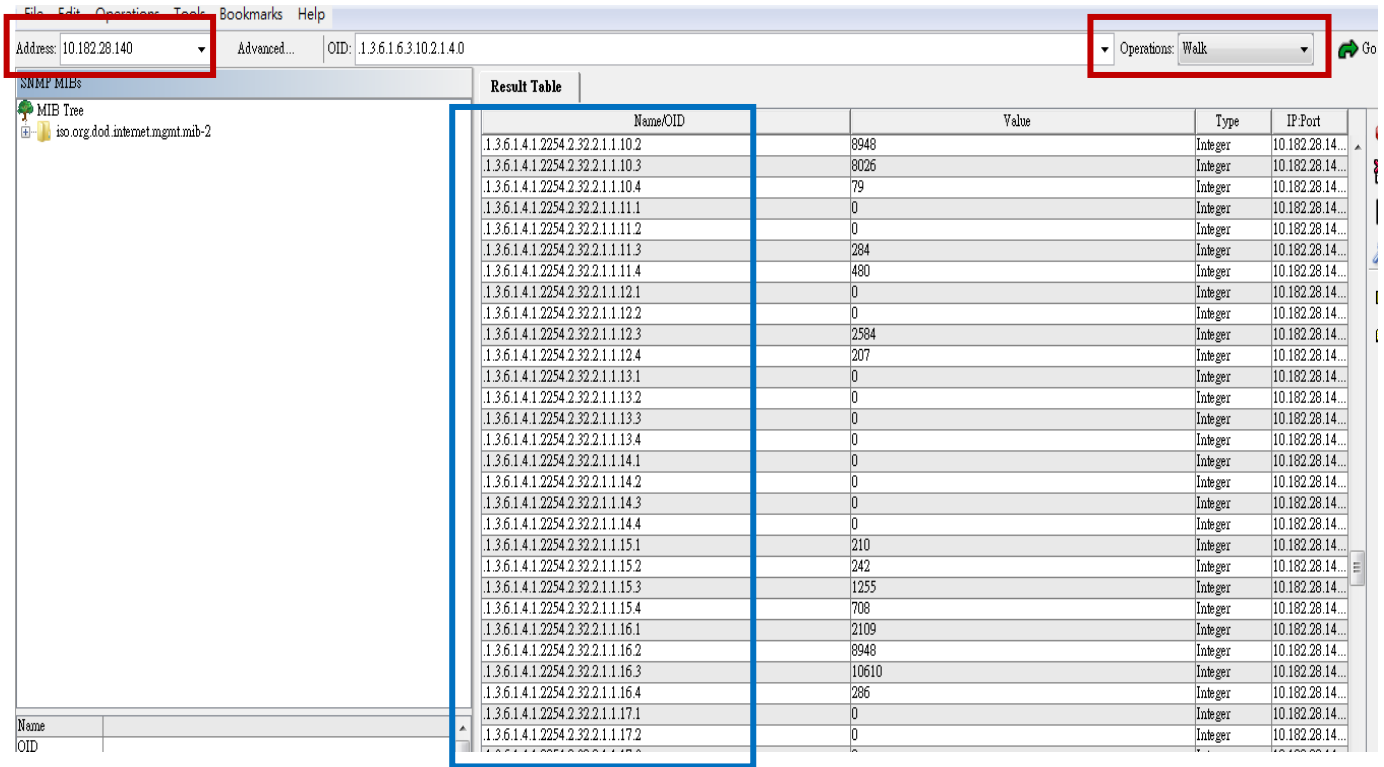 File Edit Operations Tools Bookmarks Help
Address: 10.182.28.140 Advanced... OID: .1.3.6.1.6.3.10.2.1.4.0 Operations: Walk Go
SNMP MIBs
MIB Tree
iso.org.dod.internet.mgmt.mib-2
Result Table
Name/OID Value Type IP:Port
.1.3.6.1.4.1.2254.2.32.2.1.1.10.2 8948 Integer 10.182.28.14...
.1.3.6.1.4.1.2254.2.32.2.1.1.10.3 8026 Integer 10.182.28.14...
.1.3.6.1.4.1.2254.2.32.2.1.1.10.4 79 Integer 10.182.28.14...
.1.3.6.1.4.1.2254.2.32.2.1.1.11.1 0 Integer 10.182.28.14...
.1.3.6.1.4.1.2254.2.32.2.1.1.11.2 0 Integer 10.182.28.14...
.1.3.6.1.4.1.2254.2.32.2.1.1.11.3 284 Integer 10.182.28.14...
.1.3.6.1.4.1.2254.2.32.2.1.1.11.4 480 Integer 10.182.28.14...
.1.3.6.1.4.1.2254.2.32.2.1.1.12.1 0 Integer 10.182.28.14...
.1.3.6.1.4.1.2254.2.32.2.1.1.12.2 0 Integer 10.182.28.14...
.1.3.6.1.4.1.2254.2.32.2.1.1.12.3 2584 Integer 10.182.28.14...
.1.3.6.1.4.1.2254.2.32.2.1.1.12.4 207 Integer 10.182.28.14...
.1.3.6.1.4.1.2254.2.32.2.1.1.13.1 0 Integer 10.182.28.14...
.1.3.6.1.4.1.2254.2.32.2.1.1.13.2 0 Integer 10.182.28.14...
.1.3.6.1.4.1.2254.2.32.2.1.1.13.3 0 Integer 10.182.28.14...
.1.3.6.1.4.1.2254.2.32.2.1.1.13.4 0 Integer 10.182.28.14...
.1.3.6.1.4.1.2254.2.32.2.1.1.14.1 0 Integer 10.182.28.14...
.1.3.6.1.4.1.2254.2.32.2.1.1.14.2 0 Integer 10.182.28.14...
.1.3.6.1.4.1.2254.2.32.2.1.1.14.3 0 Integer 10.182.28.14...
.1.3.6.1.4.1.2254.2.32.2.1.1.14.4 0 Integer 10.182.28.14...
.1.3.6.1.4.1.2254.2.32.2.1.1.15.1 210 Integer 10.182.28.14...
.1.3.6.1.4.1.2254.2.32.2.1.1.15.2 242 Integer 10.182.28.14...
.1.3.6.1.4.1.2254.2.32.2.1.1.15.3 1255 Integer 10.182.28.14...
.1.3.6.1.4.1.2254.2.32.2.1.1.15.4 708 Integer 10.182.28.14...
.1.3.6.1.4.1.2254.2.32.2.1.1.16.1 2109 Integer 10.182.28.14...
.1.3.6.1.4.1.2254.2.32.2.1.1.16.2 8948 Integer 10.182.28.14...
.1.3.6.1.4.1.2254.2.32.2.1.1.16.3 10610 Integer 10.182.28.14...
.1.3.6.1.4.1.2254.2.32.2.1.1.16.4 286 Integer 10.182.28.14...
.1.3.6.1.4.1.2254.2.32.2.1.1.17.1 0 Integer 10.182.28.14...
.1.3.6.1.4.1.2254.2.32.2.1.1.17.2 0 Integer 10.182.28.14...
Name
OID